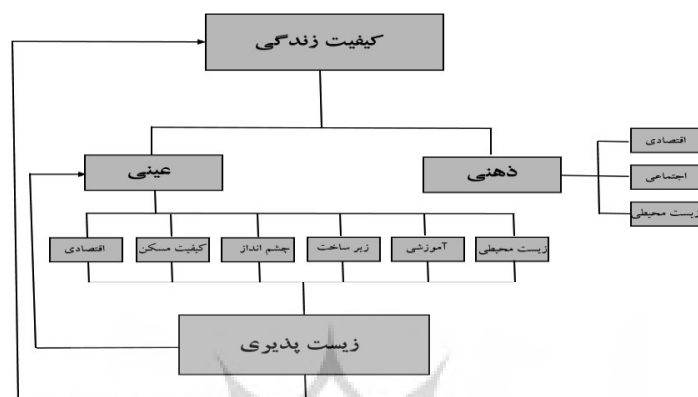 کیفیت زندگی
عینی
ذهنی
اقتصادی
اجتماعی
زیست محیطی
اقتصادی
کیفیت مسکن
چشم انداز
زیر ساخت
آموزشی
زیست محیطی
زیست پذیری